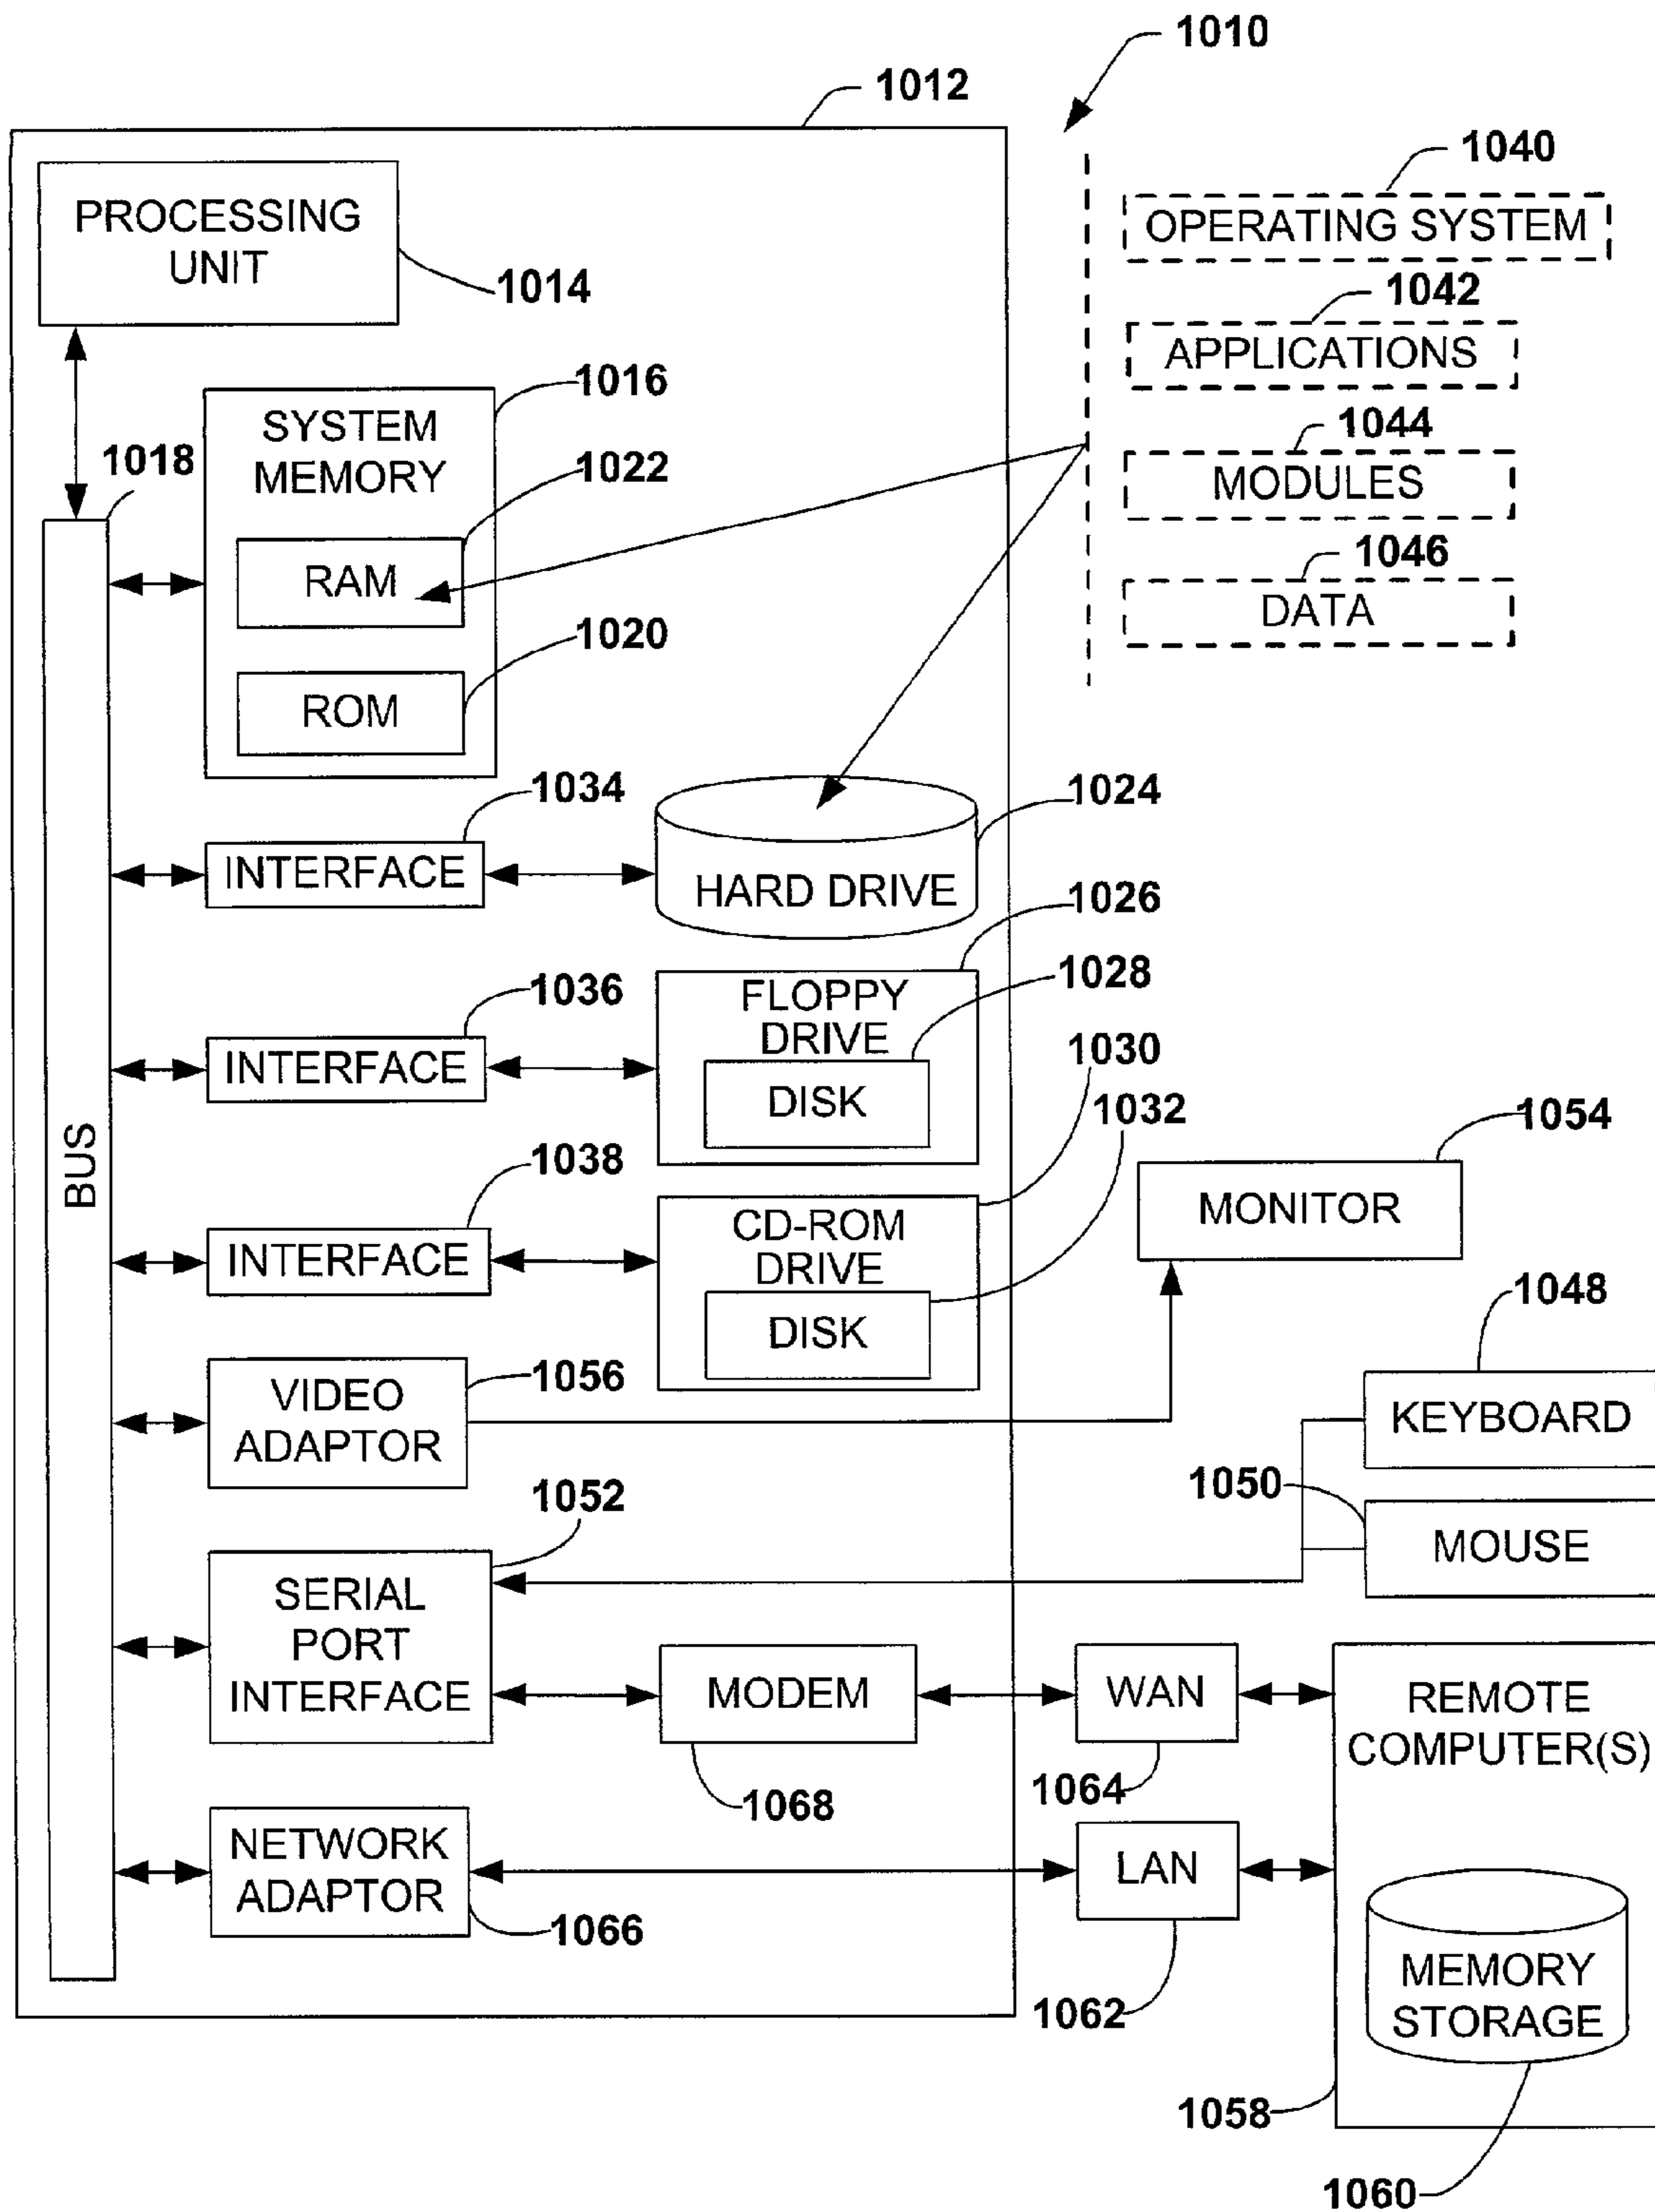 1010
1012
1040
PROCESSING
UNIT
OPERATING SYSTEM
1014
1042
APPLICATIONS
1016
SYSTEM
MEMORY
1044
1018
1022
MODULES
1046
RAM
DATA
1020
ROM
1034
1024
INTERFACE
HARD DRIVE
1026
1036
FLOPPY
DRIVE
1028
INTERFACE
DISK
1030
1032
1054
BUS
1038
MONITOR
INTERFACE
CD-ROM
DRIVE
DISK
1048
1056
VIDEO
ADAPTOR
KEYBOARD
1052
1050
MOUSE
SERIAL
PORT
INTERFACE
MODEM
WAN
REMOTE
COMPUTER(S)
1068
1064
NETWORK
ADAPTOR
LAN
1066
1062
MEMORY
STORAGE
1058
1060